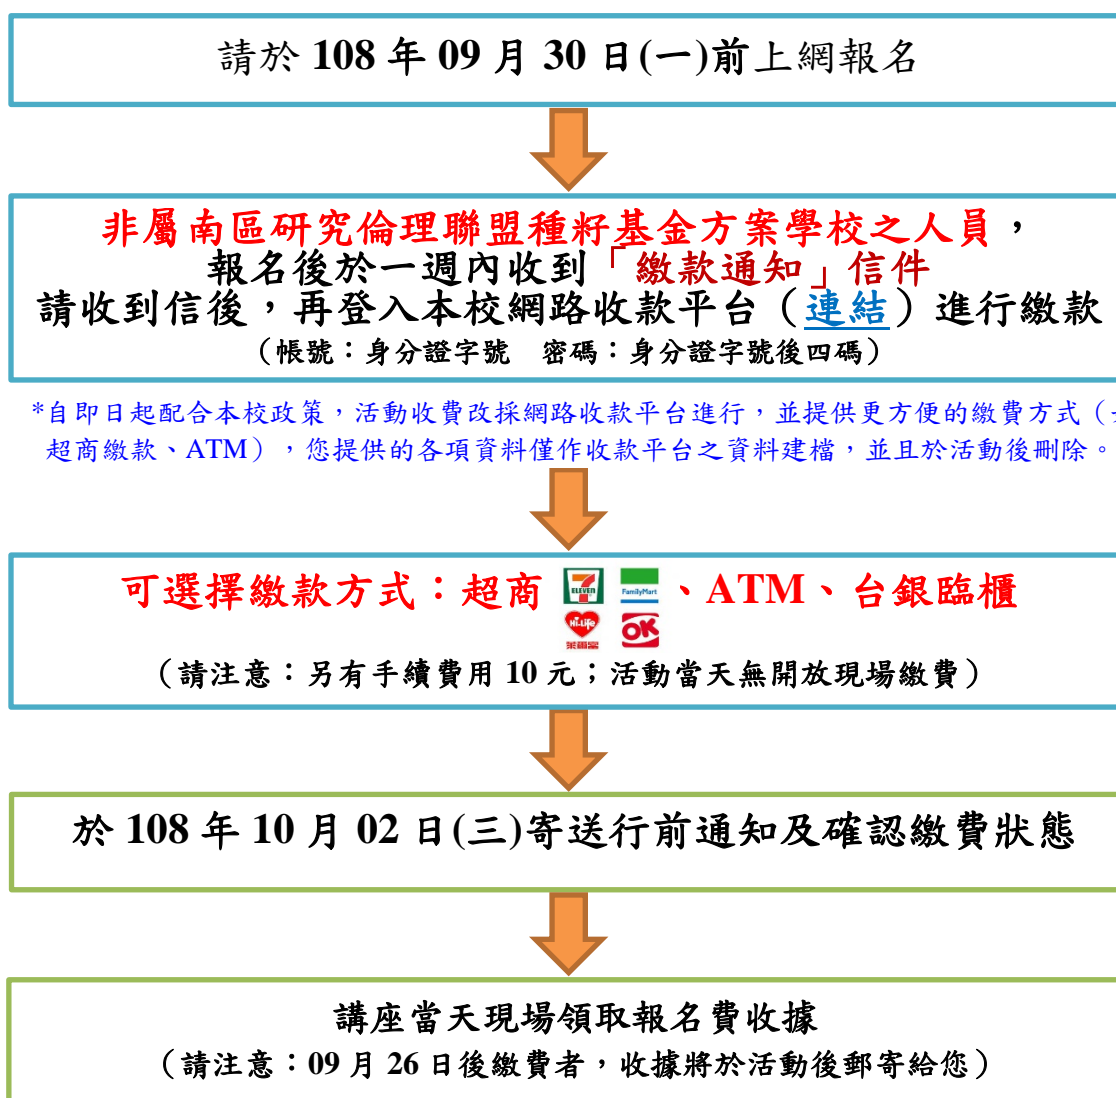 請於 108 年 09 月 30 日(一)前上網報名
非屬南區研究倫理聯盟種籽基金方案學校之人員，
報名後於一週內收到「繳款通知」信件
請收到信後，再登入本校網路收款平台（連結）進行繳款
（帳號：身分證字號　密碼：身分證字號後四碼）
*自即日起配合本校政策，活動收費改採網路收款平台進行，並提供更方便的繳費方式（
超商繳款、ATM），您提供的各項資料僅作收款平台之資料建檔，並且於活動後刪除。
可選擇繳款方式：超商 7 ELEVEN FamilyMart 、ATM、台銀臨櫃
Hi-Life 萊爾富 OK
（請注意：另有手續費用 10 元；活動當天無開放現場繳費）
於 108 年 10 月 02 日(三)寄送行前通知及確認繳費狀態
講座當天現場領取報名費收據
（請注意：09 月 26 日後繳費者，收據將於活動後郵寄給您）